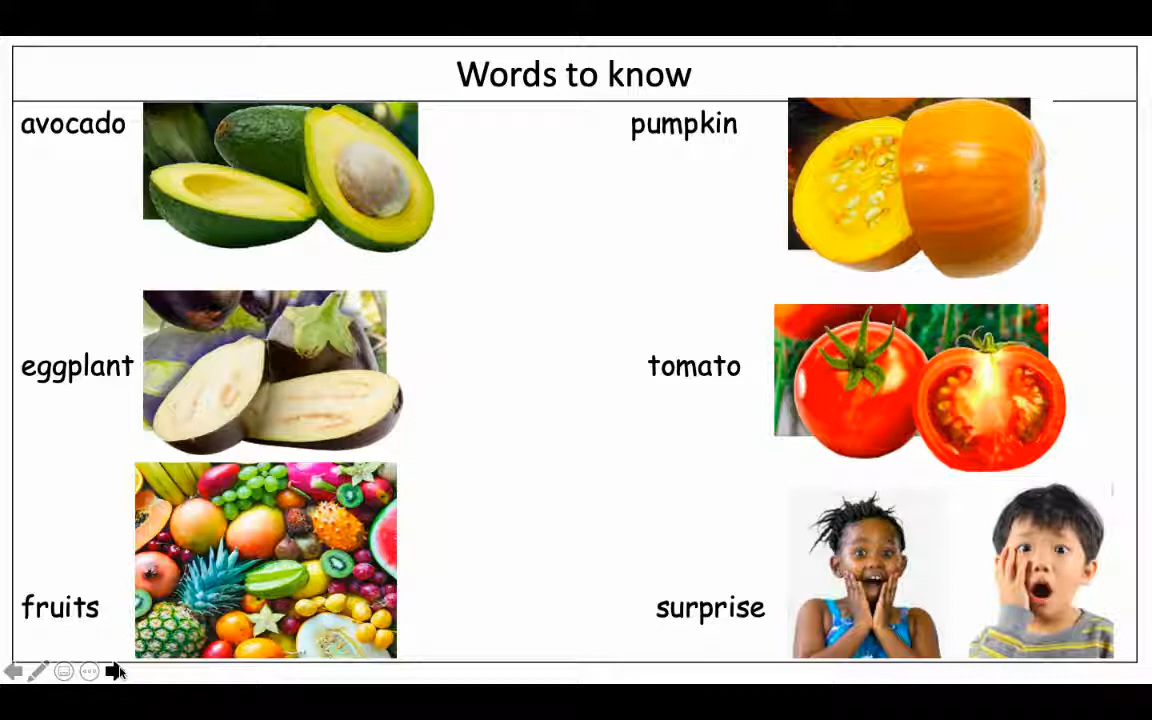 Words to know
avocado
pumpkin
eggplant
tomato
fruits
surprise